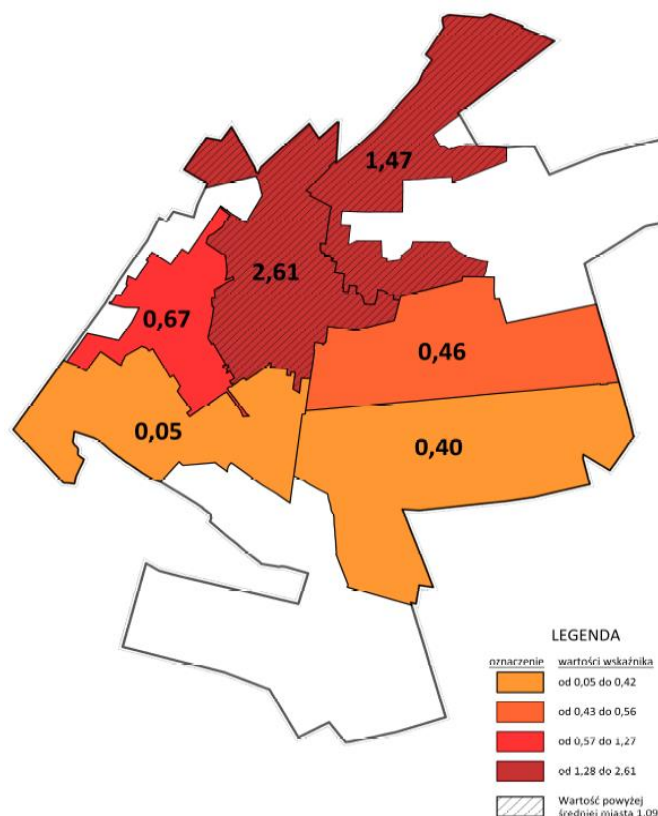 1,47
2,61
0,67
0,46
0,05
0,40
LEGENDA
oznaczenie wartości wskaźnika
od 0,05 do 0,42
od 0,43 do 0,56
od 0,57 do 1,27
od 1,28 do 2,61
Wartość powyżej
średniej miasta 1,09